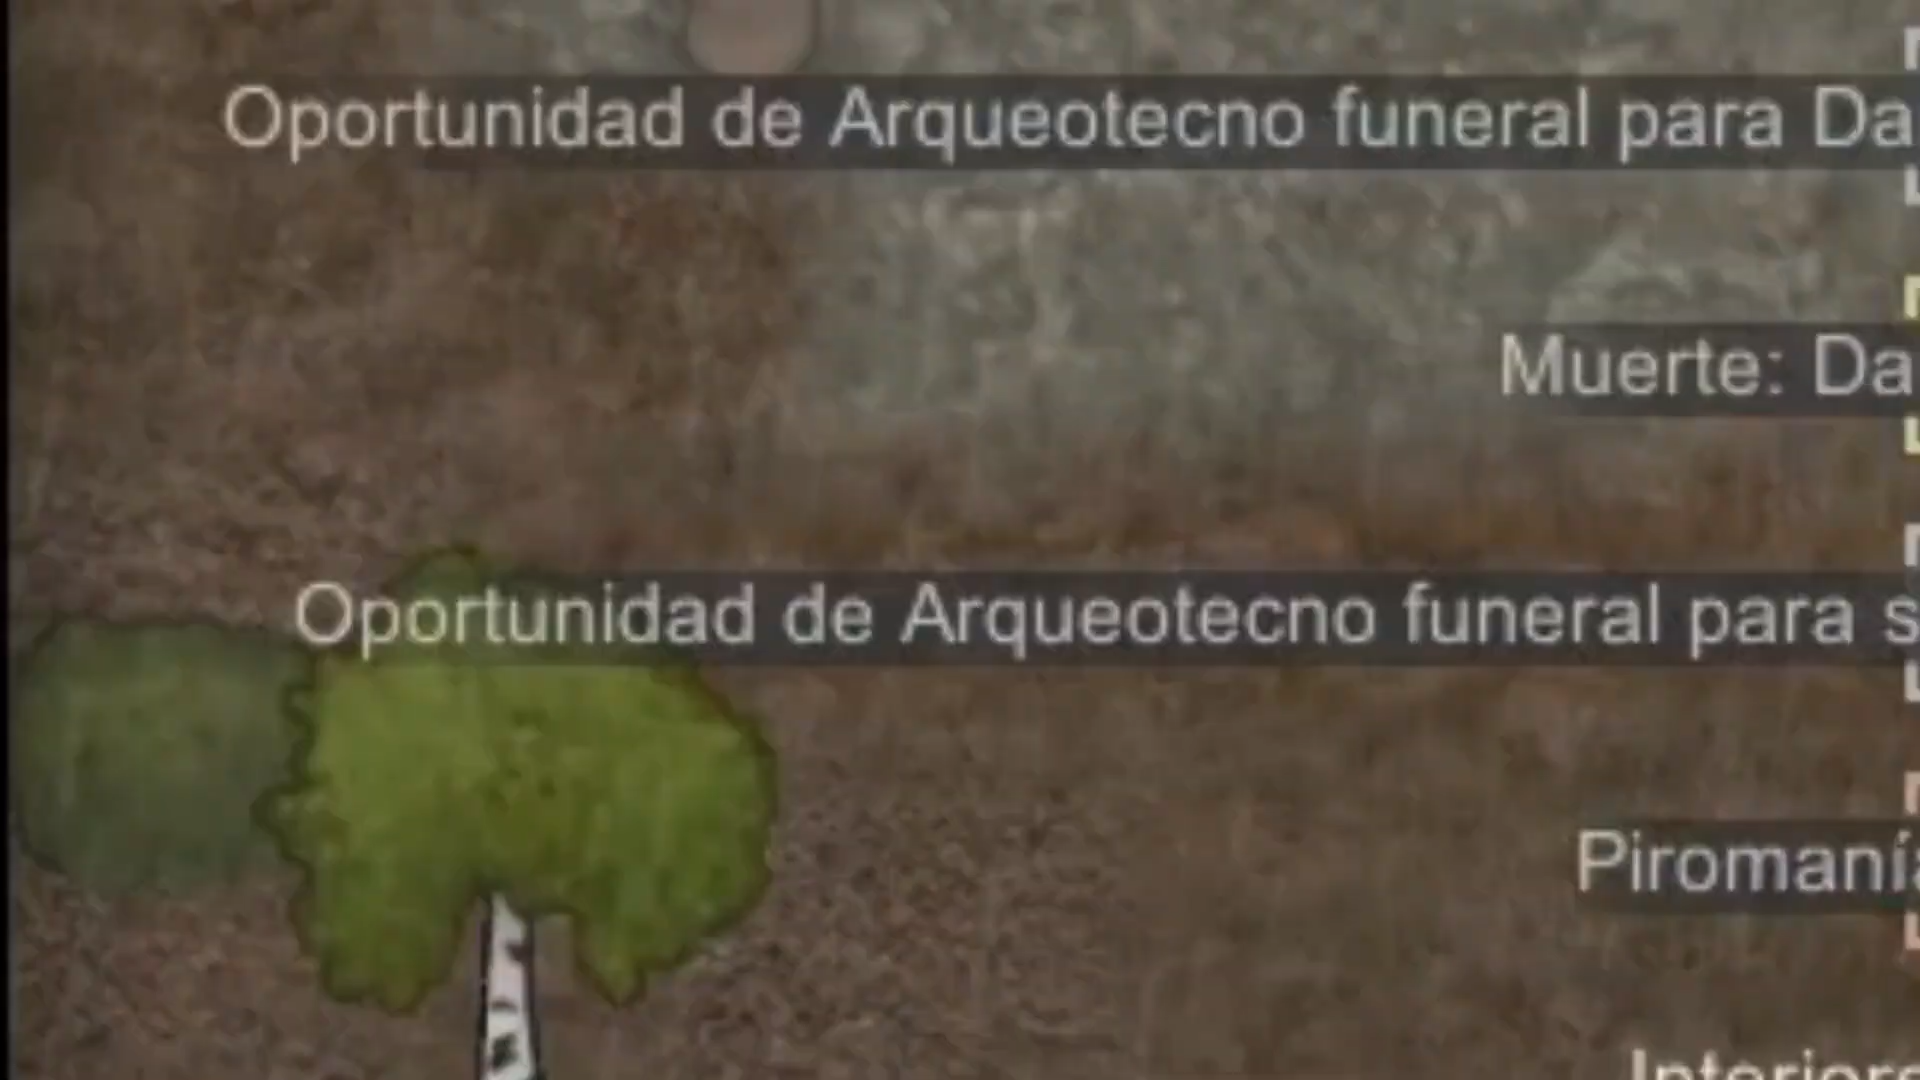 Oportunidad de Arqueotecno funeral para Da
Muerte: Da
Oportunidad de Arqueotecno funeral para s
Piromanía